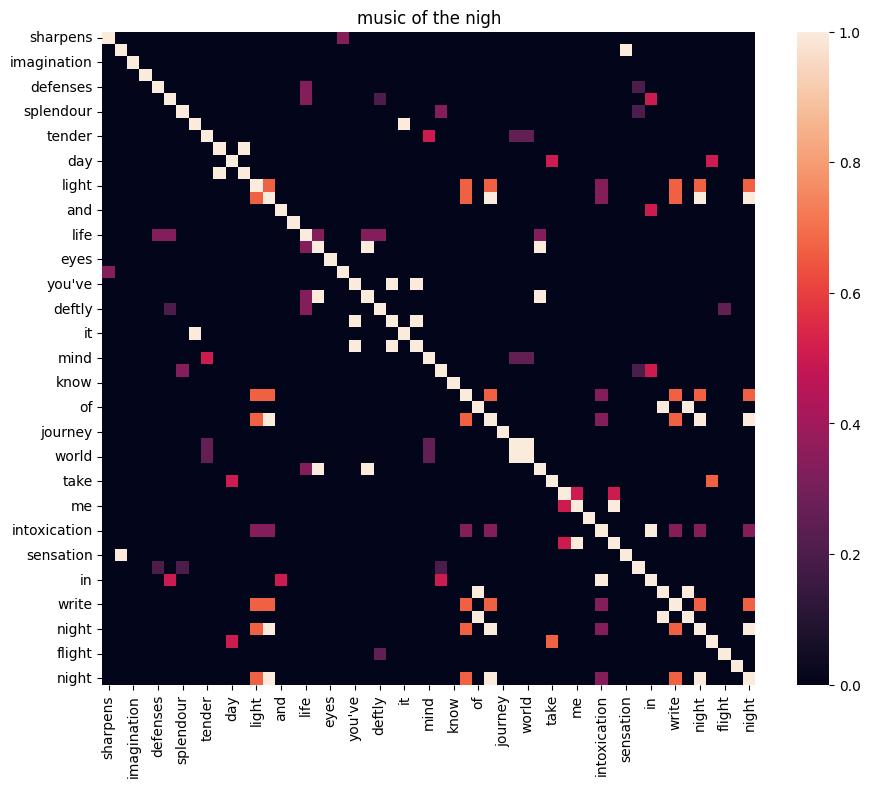 music of the nigh
sharpens
imagination
defenses
splendour
tender
day
light
and
life
eyes
you've
deftly
it
mind
know
of
journey
world
take
me
intoxication
sensation
in
write
night
flight
night
1.0
0.8
0.6
0.4
0.2
0.0
sharpens
imagination
defenses
splendour
tender
day
light
and
life
eyes
you've
deftly
it
mind
know
of
journey
world
take
me
intoxication
sensation
in
write
night
flight
night